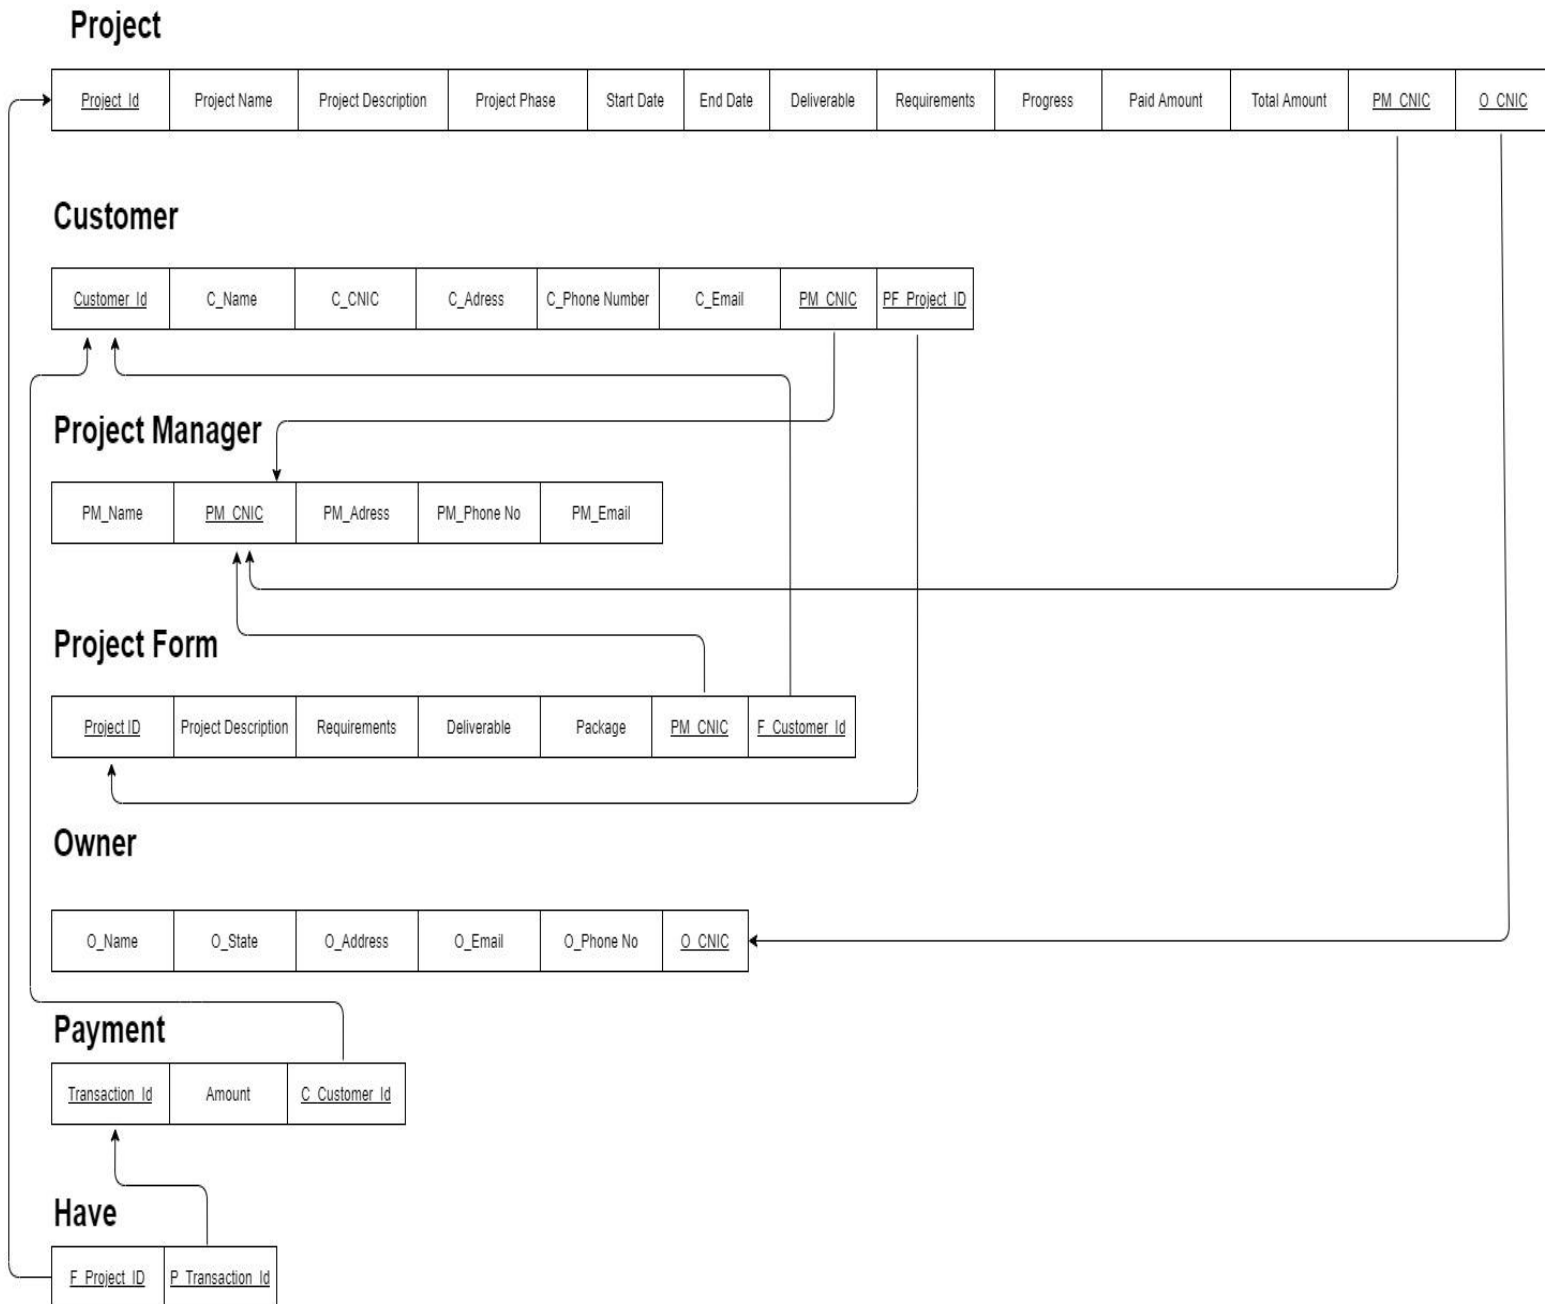 Project
Project_Id Project Name Project Description Project Phase Start Date End Date Deliverable Requirements Progress Paid Amount Total Amount PM_CNIC O_CNIC
Customer
Customer_Id C_Name C_CNIC C_Adress C_Phone Number C_Email PM_CNIC PF_Project_ID
Project Manager
PM_Name PM_CNIC PM_Adress PM_Phone No PM_Email
Project Form
Project ID Project Description Requirements Deliverable Package PM_CNIC F_Customer_Id
Owner
O_Name O_State O_Address O_Email O_Phone No O_CNIC
Payment
Transaction_Id Amount C_Customer_Id
Have
F_Project_ID P_Transaction_Id